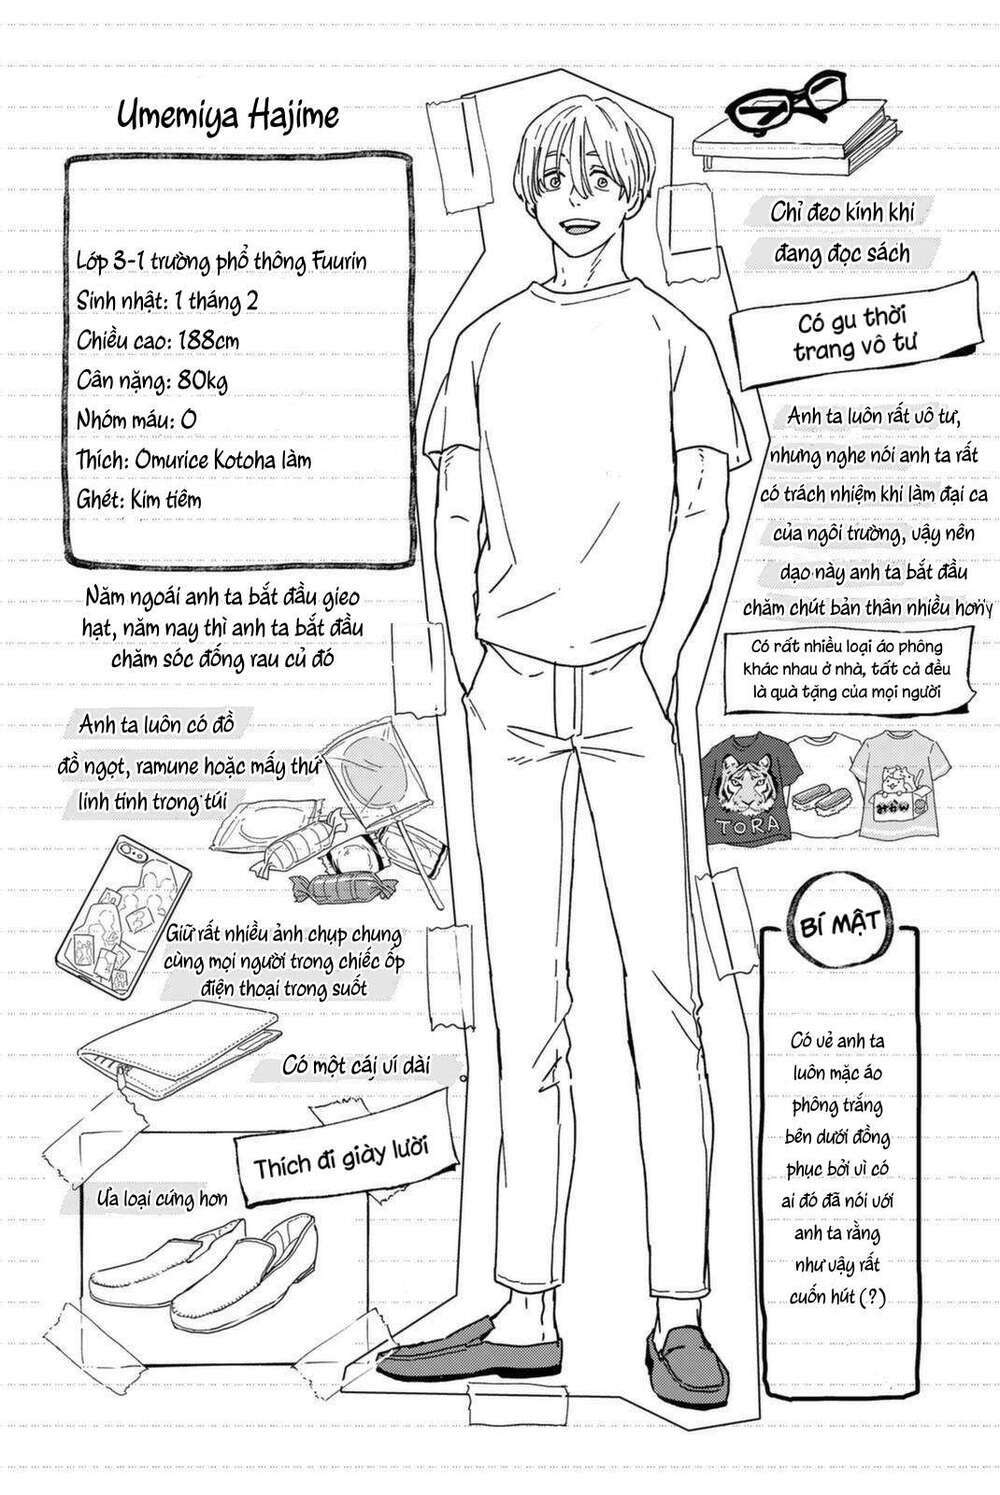 Umemiya Hajime
Lớp 3-1 trường phổ thông Fuurin
Sinh nhật: 1 tháng 2
Chiều cao: 188cm
Cân nặng: 80kg
Nhóm máu: O
Thích: Omurice Kotoha làm
Ghét: Kim tiêm
Năm ngoái anh ta bắt đầu gieo
hạt, năm nay thì anh ta bắt đầu
chăm sóc đống rau củ đó
Anh ta luôn có đồ
đồ ngọt, ramune hoặc mấy thứ
linh tinh trong túi
Giữ rất nhiều ảnh chụp chung
cùng mọi người trong chiếc ốp
điện thoại trong suốt
Có một cái ví dài
Thích đi giày lười
Ưa loại cứng hơn
Chỉ đeo kính khi
đang đọc sách
Có gu thời
trang vô tư
Anh ta luôn rất vô tư,
nhưng nghe nói anh ta rất
có trách nhiệm khi làm đại ca
của ngôi trường, vậy nên
dạo này anh ta bắt đầu
chăm chút bản thân nhiều hơn
Có rất nhiều loại áo phông
khác nhau ở nhà, tất cả đều
là quà tặng của mọi người
TORA
BÍ MẬT
Có vẻ anh ta
luôn mặc áo
phông trắng
bên dưới đồng
phục bởi vì có
ai đó đã nói với
anh ta rằng
như vậy rất
cuốn hút (?)